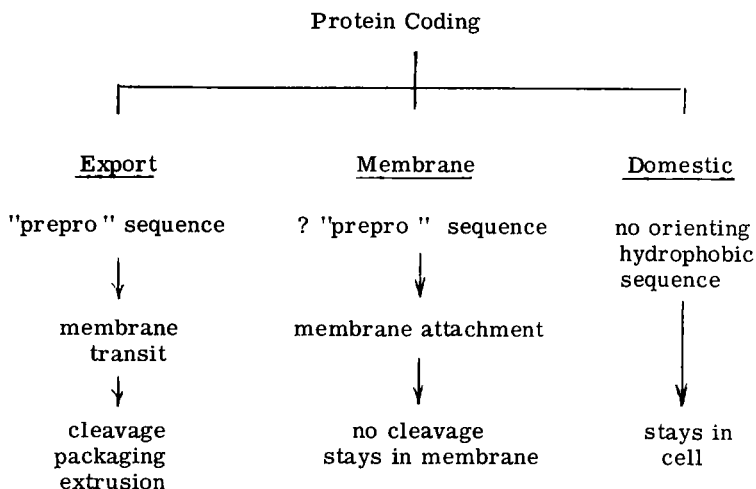 Protein Coding
Export
Membrane
Domestic
"prepro" sequence
? "prepro" sequence
no orienting
hydrophobic
sequence
membrane
transit
membrane attachment
cleavage
packaging
extrusion
no cleavage
stays in membrane
stays in
cell